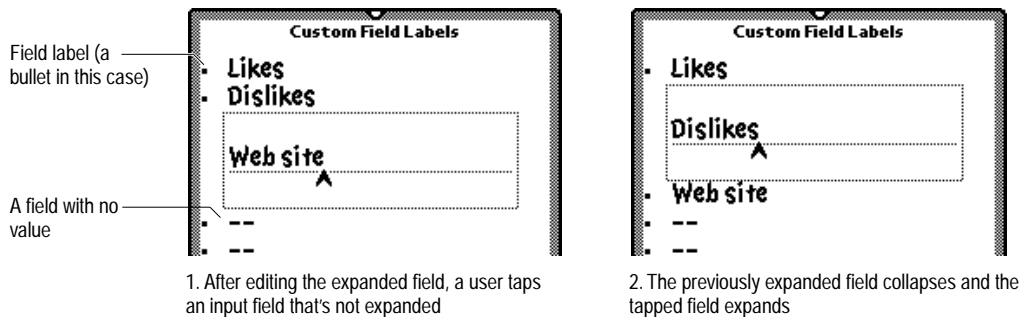 Custom Field Labels
Field label (a
bullet in this case)
Likes
Dislikes
Web site
A field with no
value
--
--
1. After editing the expanded field, a user taps
an input field that's not expanded
Custom Field Labels
Likes
Dislikes
Web site
--
--
2. The previously expanded field collapses and the
tapped field expands